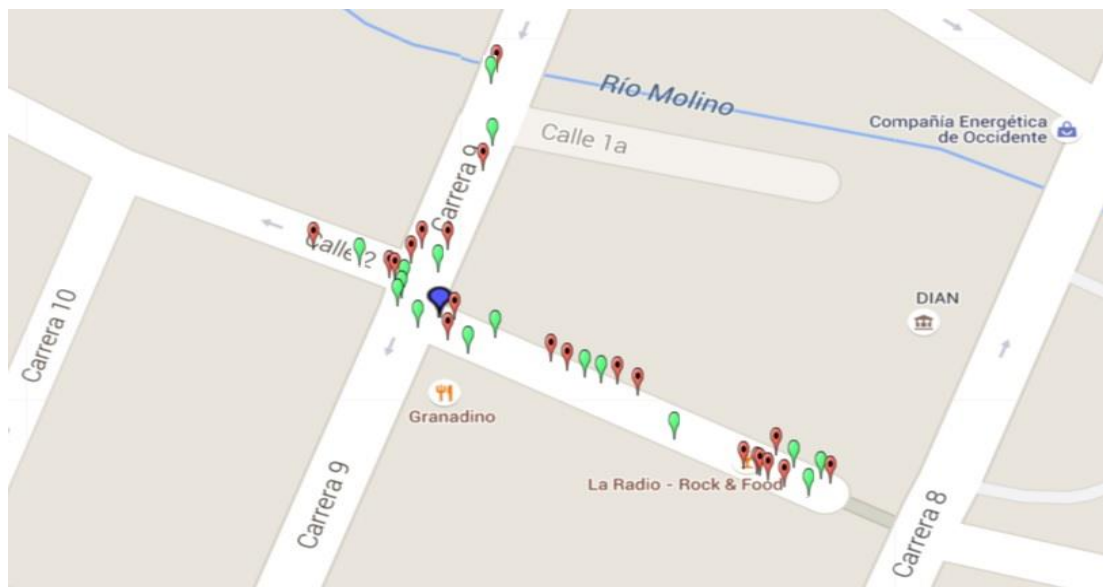 Río Molino
Compañía Energética
de Occidente
Calle 1a
Carrera 9
Calle 2
DIAN
Carrera 10
Granadino
La Radio - Rock & Food
Carrera 9
Carrera 8